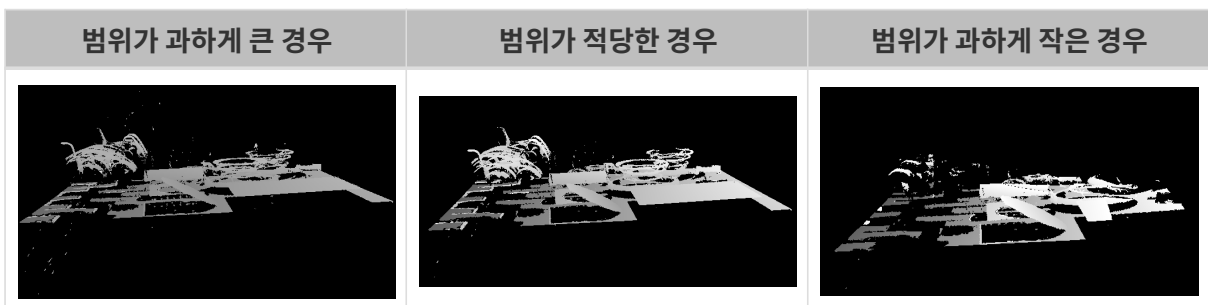 범위가 과하게 큰 경우
범위가 적당한 경우
범위가 과하게 작은 경우